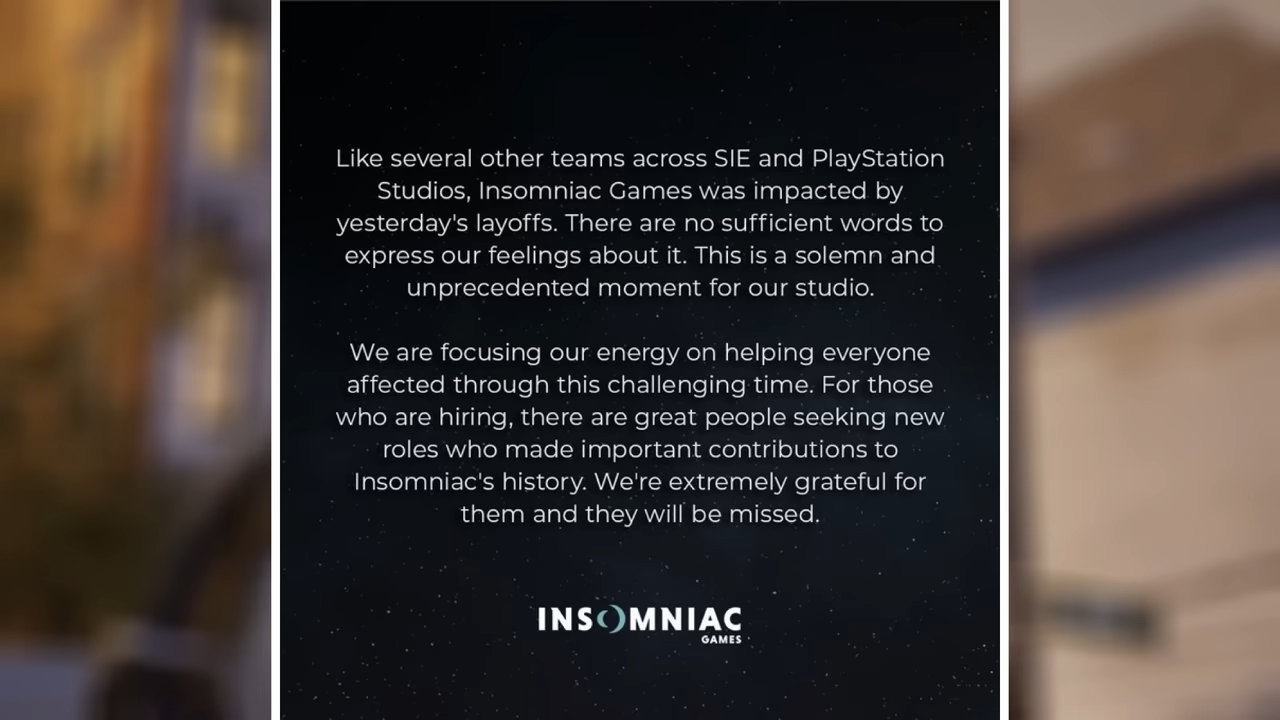 Like several other teams across SIE and PlayStation
Studios, Insomniac Games was impacted by
yesterday's layoffs. There are no sufficient words to
express our feelings about it. This is a solemn and
unprecedented moment for our studio.
We are focusing our energy on helping everyone
affected through this challenging time. For those
who are hiring, there are great people seeking new
roles who made important contributions to
Insomniac's history. We're extremely grateful for
them and they will be missed.
INSOMNIAC
GAMES